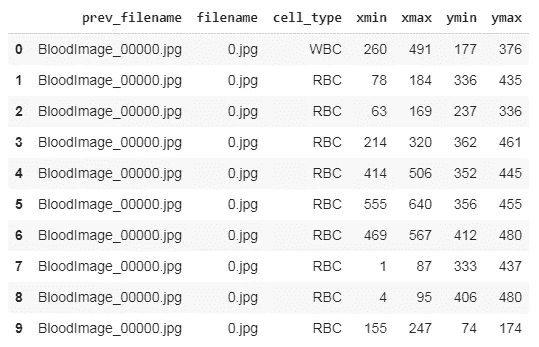 prev_filename filename cell_type xmin xmax ymin ymax
0 BloodImage_00000.jpg 0.jpg WBC 260 491 177 376
1 BloodImage_00000.jpg 0.jpg RBC 78 184 336 435
2 BloodImage_00000.jpg 0.jpg RBC 63 169 237 336
3 BloodImage_00000.jpg 0.jpg RBC 214 320 362 461
4 BloodImage_00000.jpg 0.jpg RBC 414 506 352 445
5 BloodImage_00000.jpg 0.jpg RBC 555 640 356 455
6 BloodImage_00000.jpg 0.jpg RBC 469 567 412 480
7 BloodImage_00000.jpg 0.jpg RBC 1 87 333 437
8 BloodImage_00000.jpg 0.jpg RBC 4 95 406 480
9 BloodImage_00000.jpg 0.jpg RBC 155 247 74 174